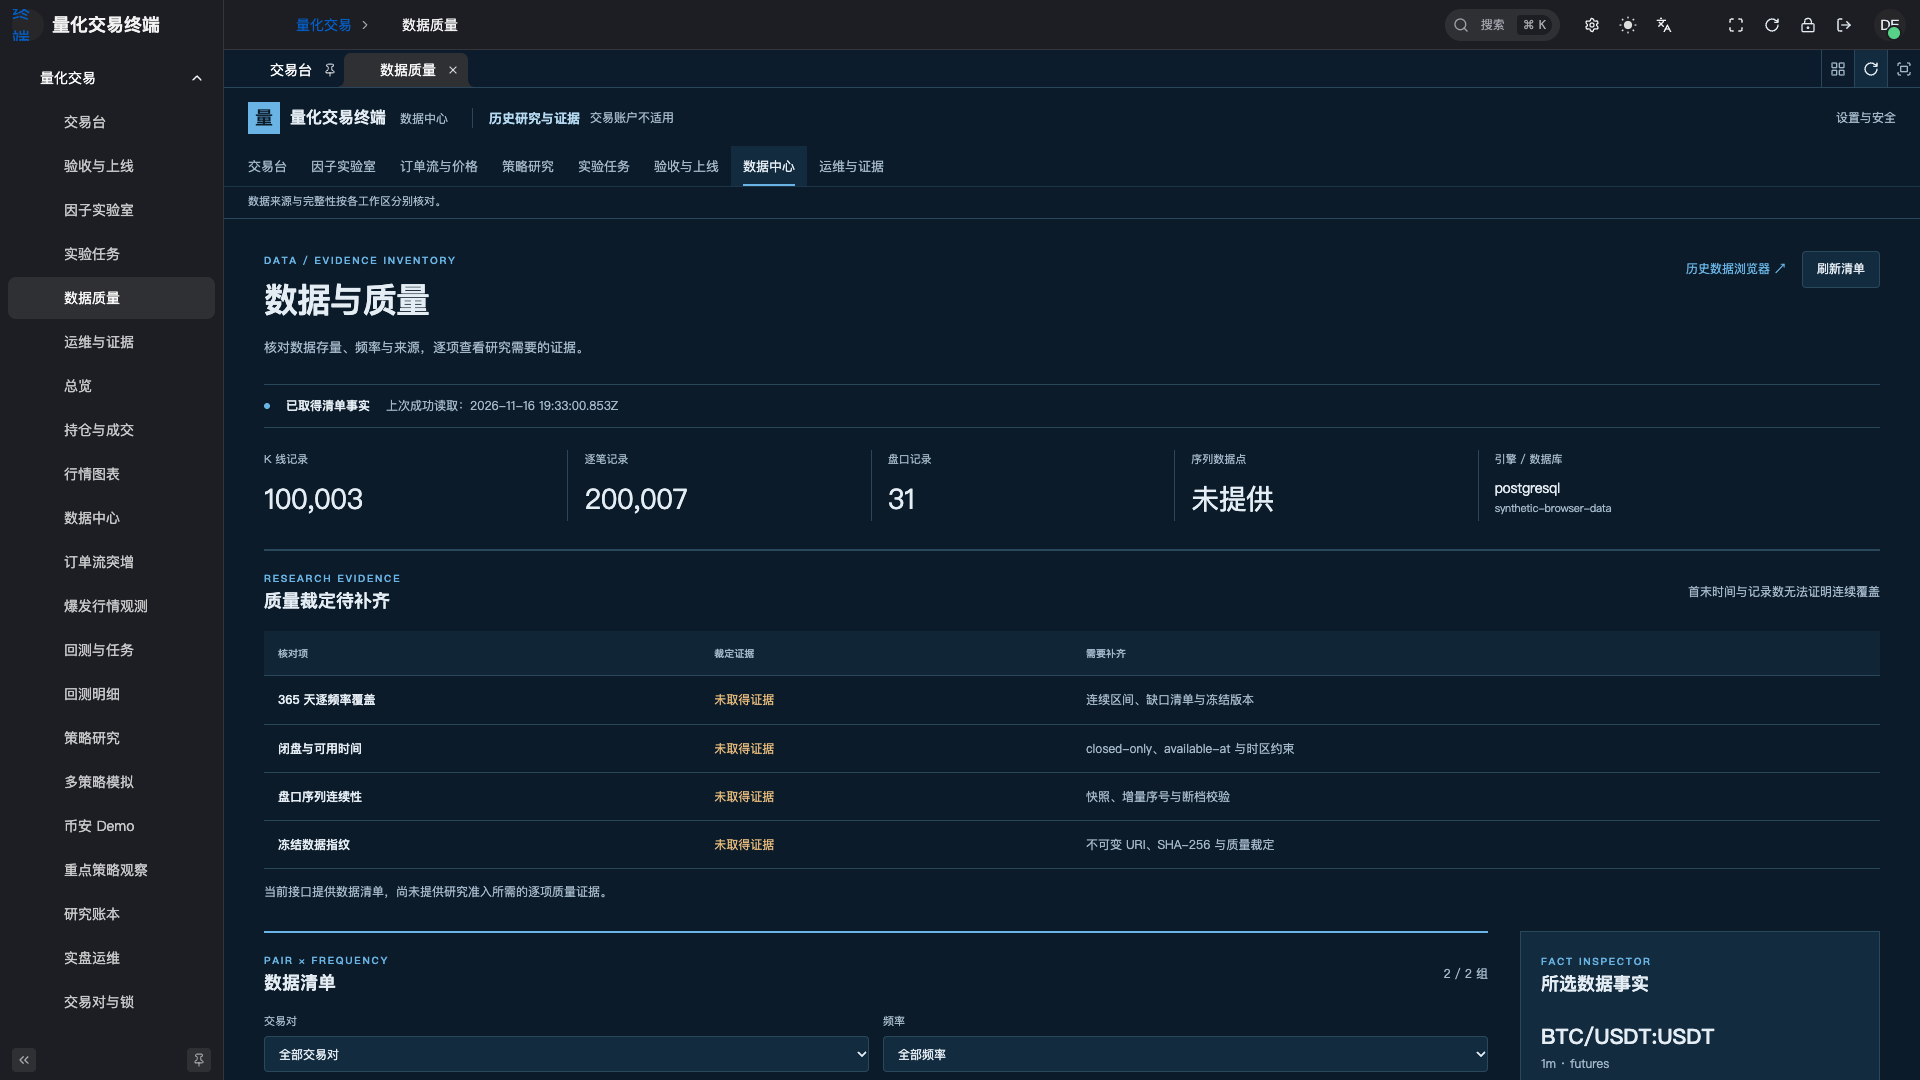 终端
量化交易终端
量化交易
数据质量
搜索
⌘ K
量化交易
交易台
验收与上线
因子实验室
实验任务
数据质量
运维与证据
总览
持仓与成交
行情图表
数据中心
订单流突增
爆发行情观测
回测与任务
回测明细
策略研究
多策略模拟
币安 Demo
重点策略观察
研究账本
实盘运维
交易对与锁
交易台
数据质量
量
量化交易终端
数据中心
历史研究与证据
交易账户不适用
设置与安全
交易台
因子实验室
订单流与价格
策略研究
实验任务
验收与上线
数据中心
运维与证据
数据来源与完整性按各工作区分别核对。
DATA / EVIDENCE INVENTORY
数据与质量
核对数据存量、频率与来源，逐项查看研究需要的证据。
历史数据浏览器 ↗
刷新清单
已取得清单事实
上次成功读取：2026-11-16 19:33:00.853Z
K 线记录
100,003
逐笔记录
200,007
盘口记录
31
序列数据点
未提供
引擎 / 数据库
postgresql
synthetic-browser-data
RESEARCH EVIDENCE
质量裁定待补齐
首末时间与记录数无法证明连续覆盖
核对项
裁定证据
需要补齐
365 天逐频率覆盖
未取得证据
连续区间、缺口清单与冻结版本
闭盘与可用时间
未取得证据
closed-only、available-at 与时区约束
盘口序列连续性
未取得证据
快照、增量序号与断档校验
冻结数据指纹
未取得证据
不可变 URI、SHA-256 与质量裁定
当前接口提供数据清单，尚未提供研究准入所需的逐项质量证据。
PAIR × FREQUENCY
数据清单
2 / 2 组
交易对
全部交易对
频率
全部频率
FACT INSPECTOR
所选数据事实
BTC/USDT:USDT
1m · futures